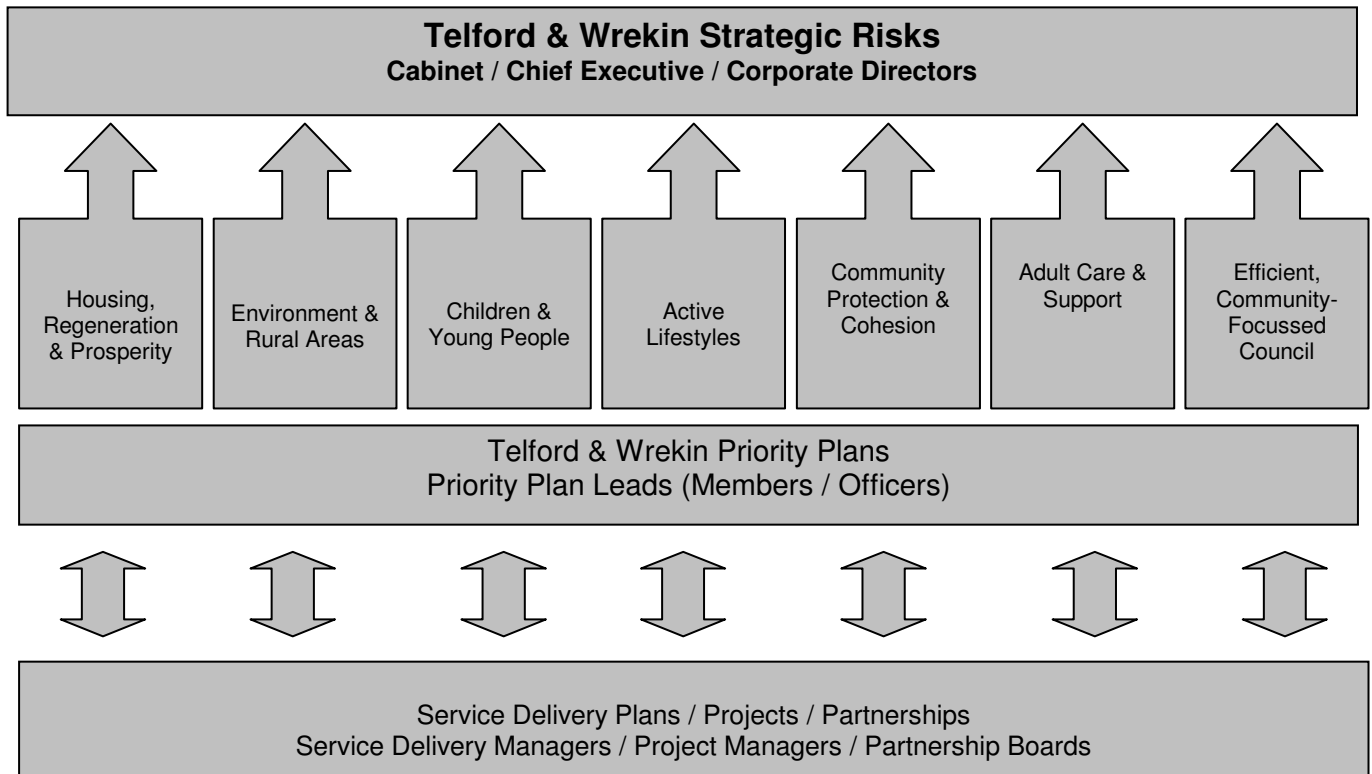 Telford & Wrekin Strategic Risks
Cabinet / Chief Executive / Corporate Directors
Housing,
Regeneration
& Prosperity
Environment &
Rural Areas
Children &
Young People
Active
Lifestyles
Community
Protection &
Cohesion
Adult Care &
Support
Efficient,
Community-
Focussed
Council
Telford & Wrekin Priority Plans
Priority Plan Leads (Members / Officers)
Service Delivery Plans / Projects / Partnerships
Service Delivery Managers / Project Managers / Partnership Boards